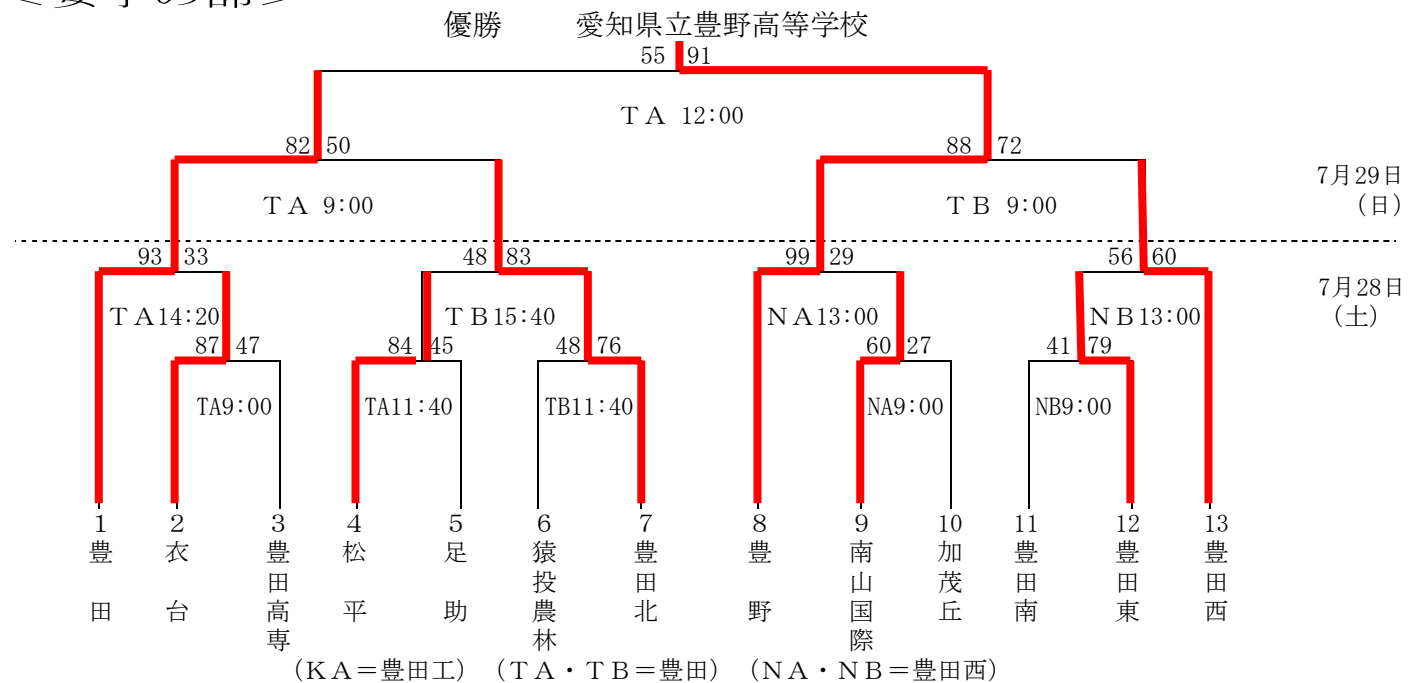 ＜女子の部＞
優勝　　愛知県立豊野高等学校
55 91
ＴＡ 12:00
82 50 88 72
7月29日
（日）
ＴＡ 9:00 ＴＢ 9:00
93 33 48 83 99 29 56 60
7月28日
（土）
ＴＡ14:20 ＴＢ15:40 ＮＡ13:00 ＮＢ13:00
87 47 84 45 48 76 60 27 41 79
TA9:00 TA11:40 TB11:40 NA9:00 NB9:00
1 豊田
2 衣台
3 豊田高専
4 松平
5 足助
6 猿投農林
7 豊田北
8 豊野
9 南山国際
10 加茂丘
11 豊田南
12 豊田東
13 豊田西
（ＫＡ＝豊田工）（ＴＡ・ＴＢ＝豊田）（ＮＡ・ＮＢ＝豊田西）